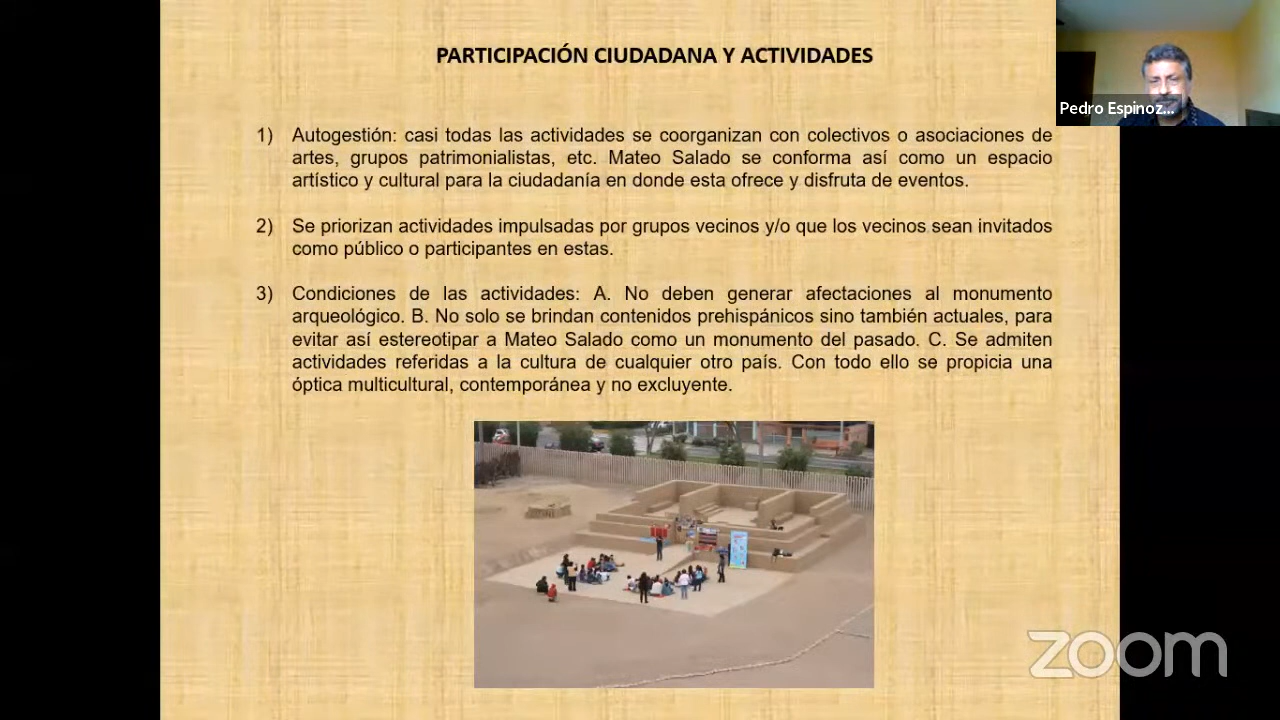 PARTICIPACIÓN CIUDADANA Y ACTIVIDADES
Pedro Espinoz...
1) Autogestión: casi todas las actividades se coorganizan con colectivos o asociaciones de
artes, grupos patrimonialistas, etc. Mateo Salado se conforma así como un espacio
artístico y cultural para la ciudadanía en donde esta ofrece y disfruta de eventos.
2) Se priorizan actividades impulsadas por grupos vecinos y/o que los vecinos sean invitados
como público o participantes en estas.
3) Condiciones de las actividades: A. No deben generar afectaciones al monumento
arqueológico. B. No solo se brindan contenidos prehispánicos sino también actuales, para
evitar así estereotipar a Mateo Salado como un monumento del pasado. C. Se admiten
actividades referidas a la cultura de cualquier otro país. Con todo ello se propicia una
óptica multicultural, contemporánea y no excluyente.
zoom